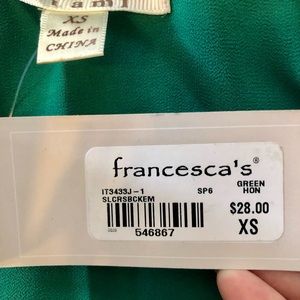 XS
Made in
CHINA
francesca's®
IT3433J-1 SP6 GREEN
SLCRSBCKEM HON
$28.00
546867 XS